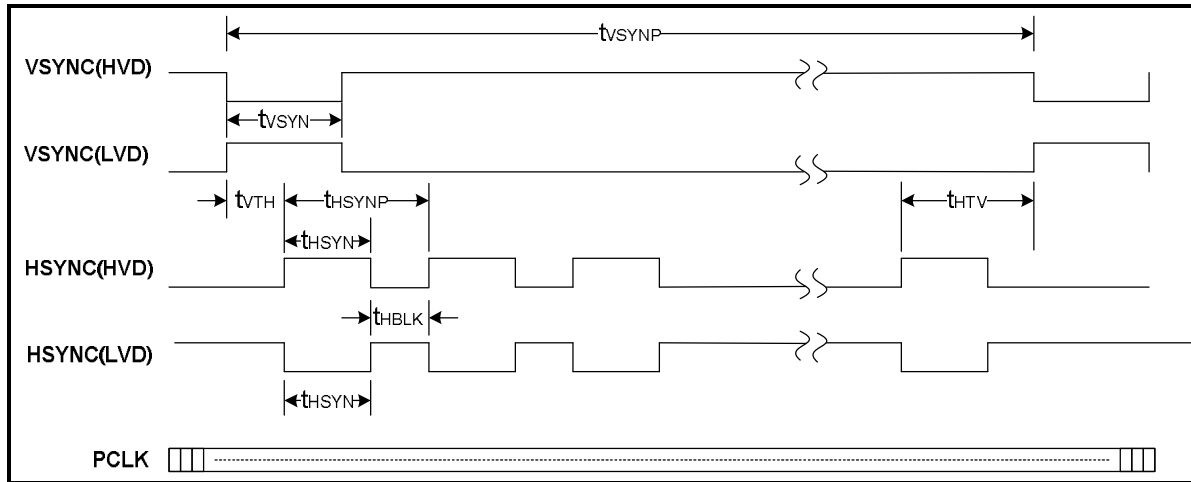 tVSYNP
VSYNC(HVD)
tVSYN
VSYNC(LVD)
tVTH tHSYNP tHTV
tHSYN
HSYNC(HVD)
tHBLK
HSYNC(LVD)
tHSYN
PCLK